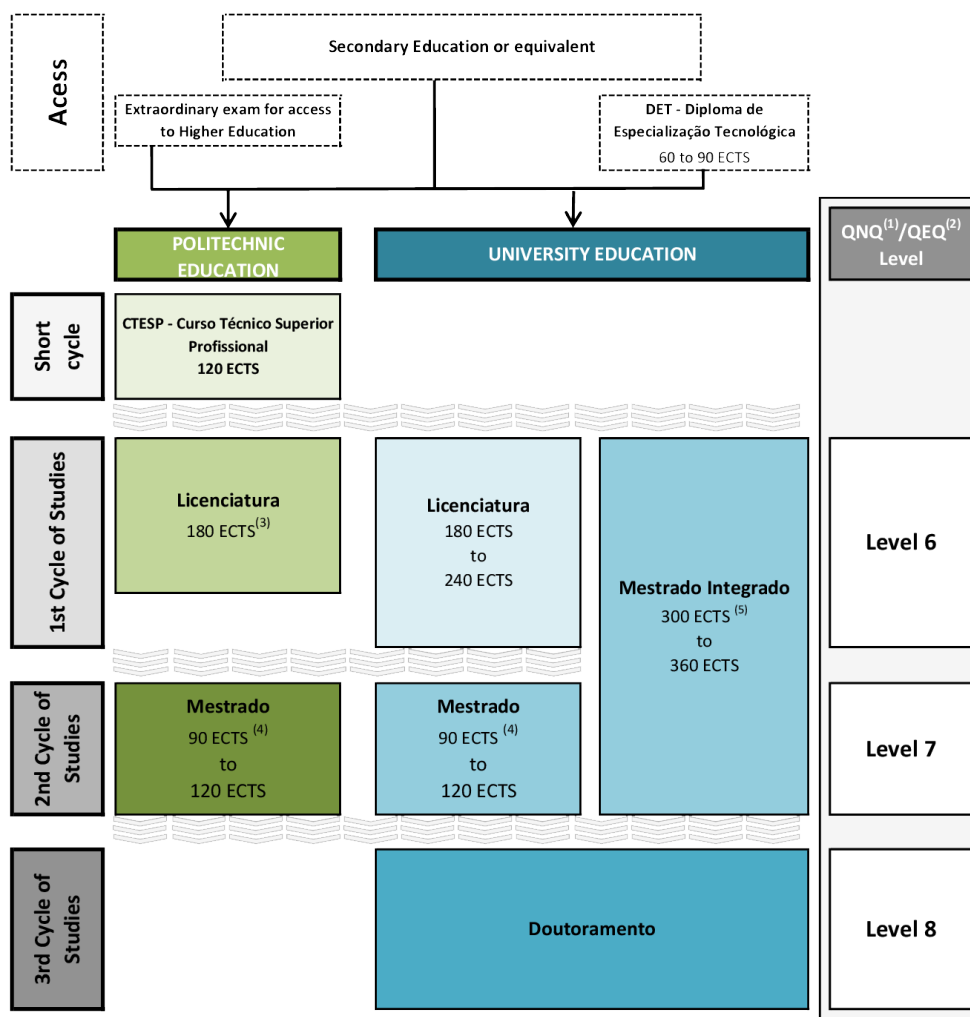 Acess
Secondary Education or equivalent
Extraordinary exam for access
to Higher Education
DET - Diploma de
Especialização Tecnológica
60 to 90 ECTS
POLITECHNIC
EDUCATION
UNIVERSITY EDUCATION
QNQ(1)/QEQ(2)
Level
Short
cycle
CTESP - Curso Técnico Superior
Profissional
120 ECTS
1st Cycle of Studies
Licenciatura
180 ECTS(3)
Licenciatura
180 ECTS
to
240 ECTS
Mestrado Integrado
300 ECTS (5)
to
360 ECTS
Level 6
2nd Cycle of
Studies
Mestrado
90 ECTS (4)
to
120 ECTS
Mestrado
90 ECTS (4)
to
120 ECTS
Level 7
3rd Cycle of
Studies
Doutoramento
Level 8